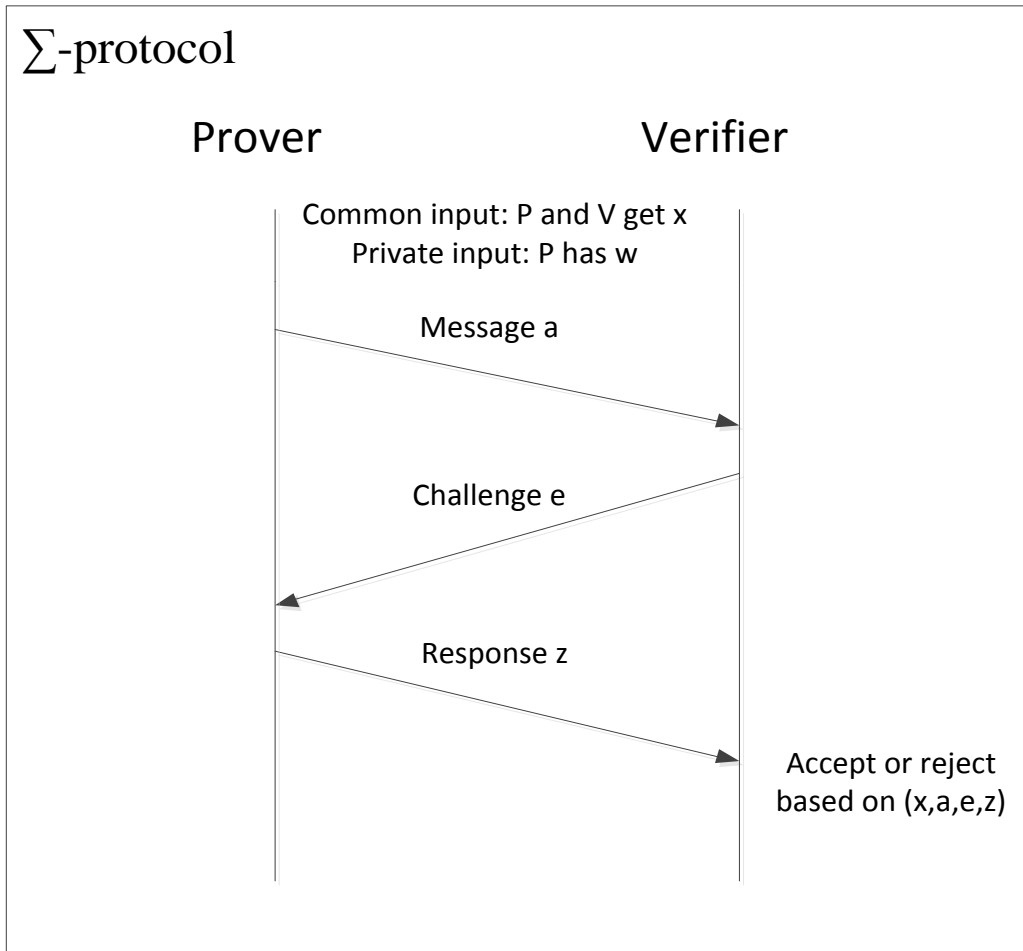 ∑-protocol
Prover
Verifier
Common input: P and V get x
Private input: P has w
Message a
Challenge e
Response z
Accept or reject
based on (x,a,e,z)